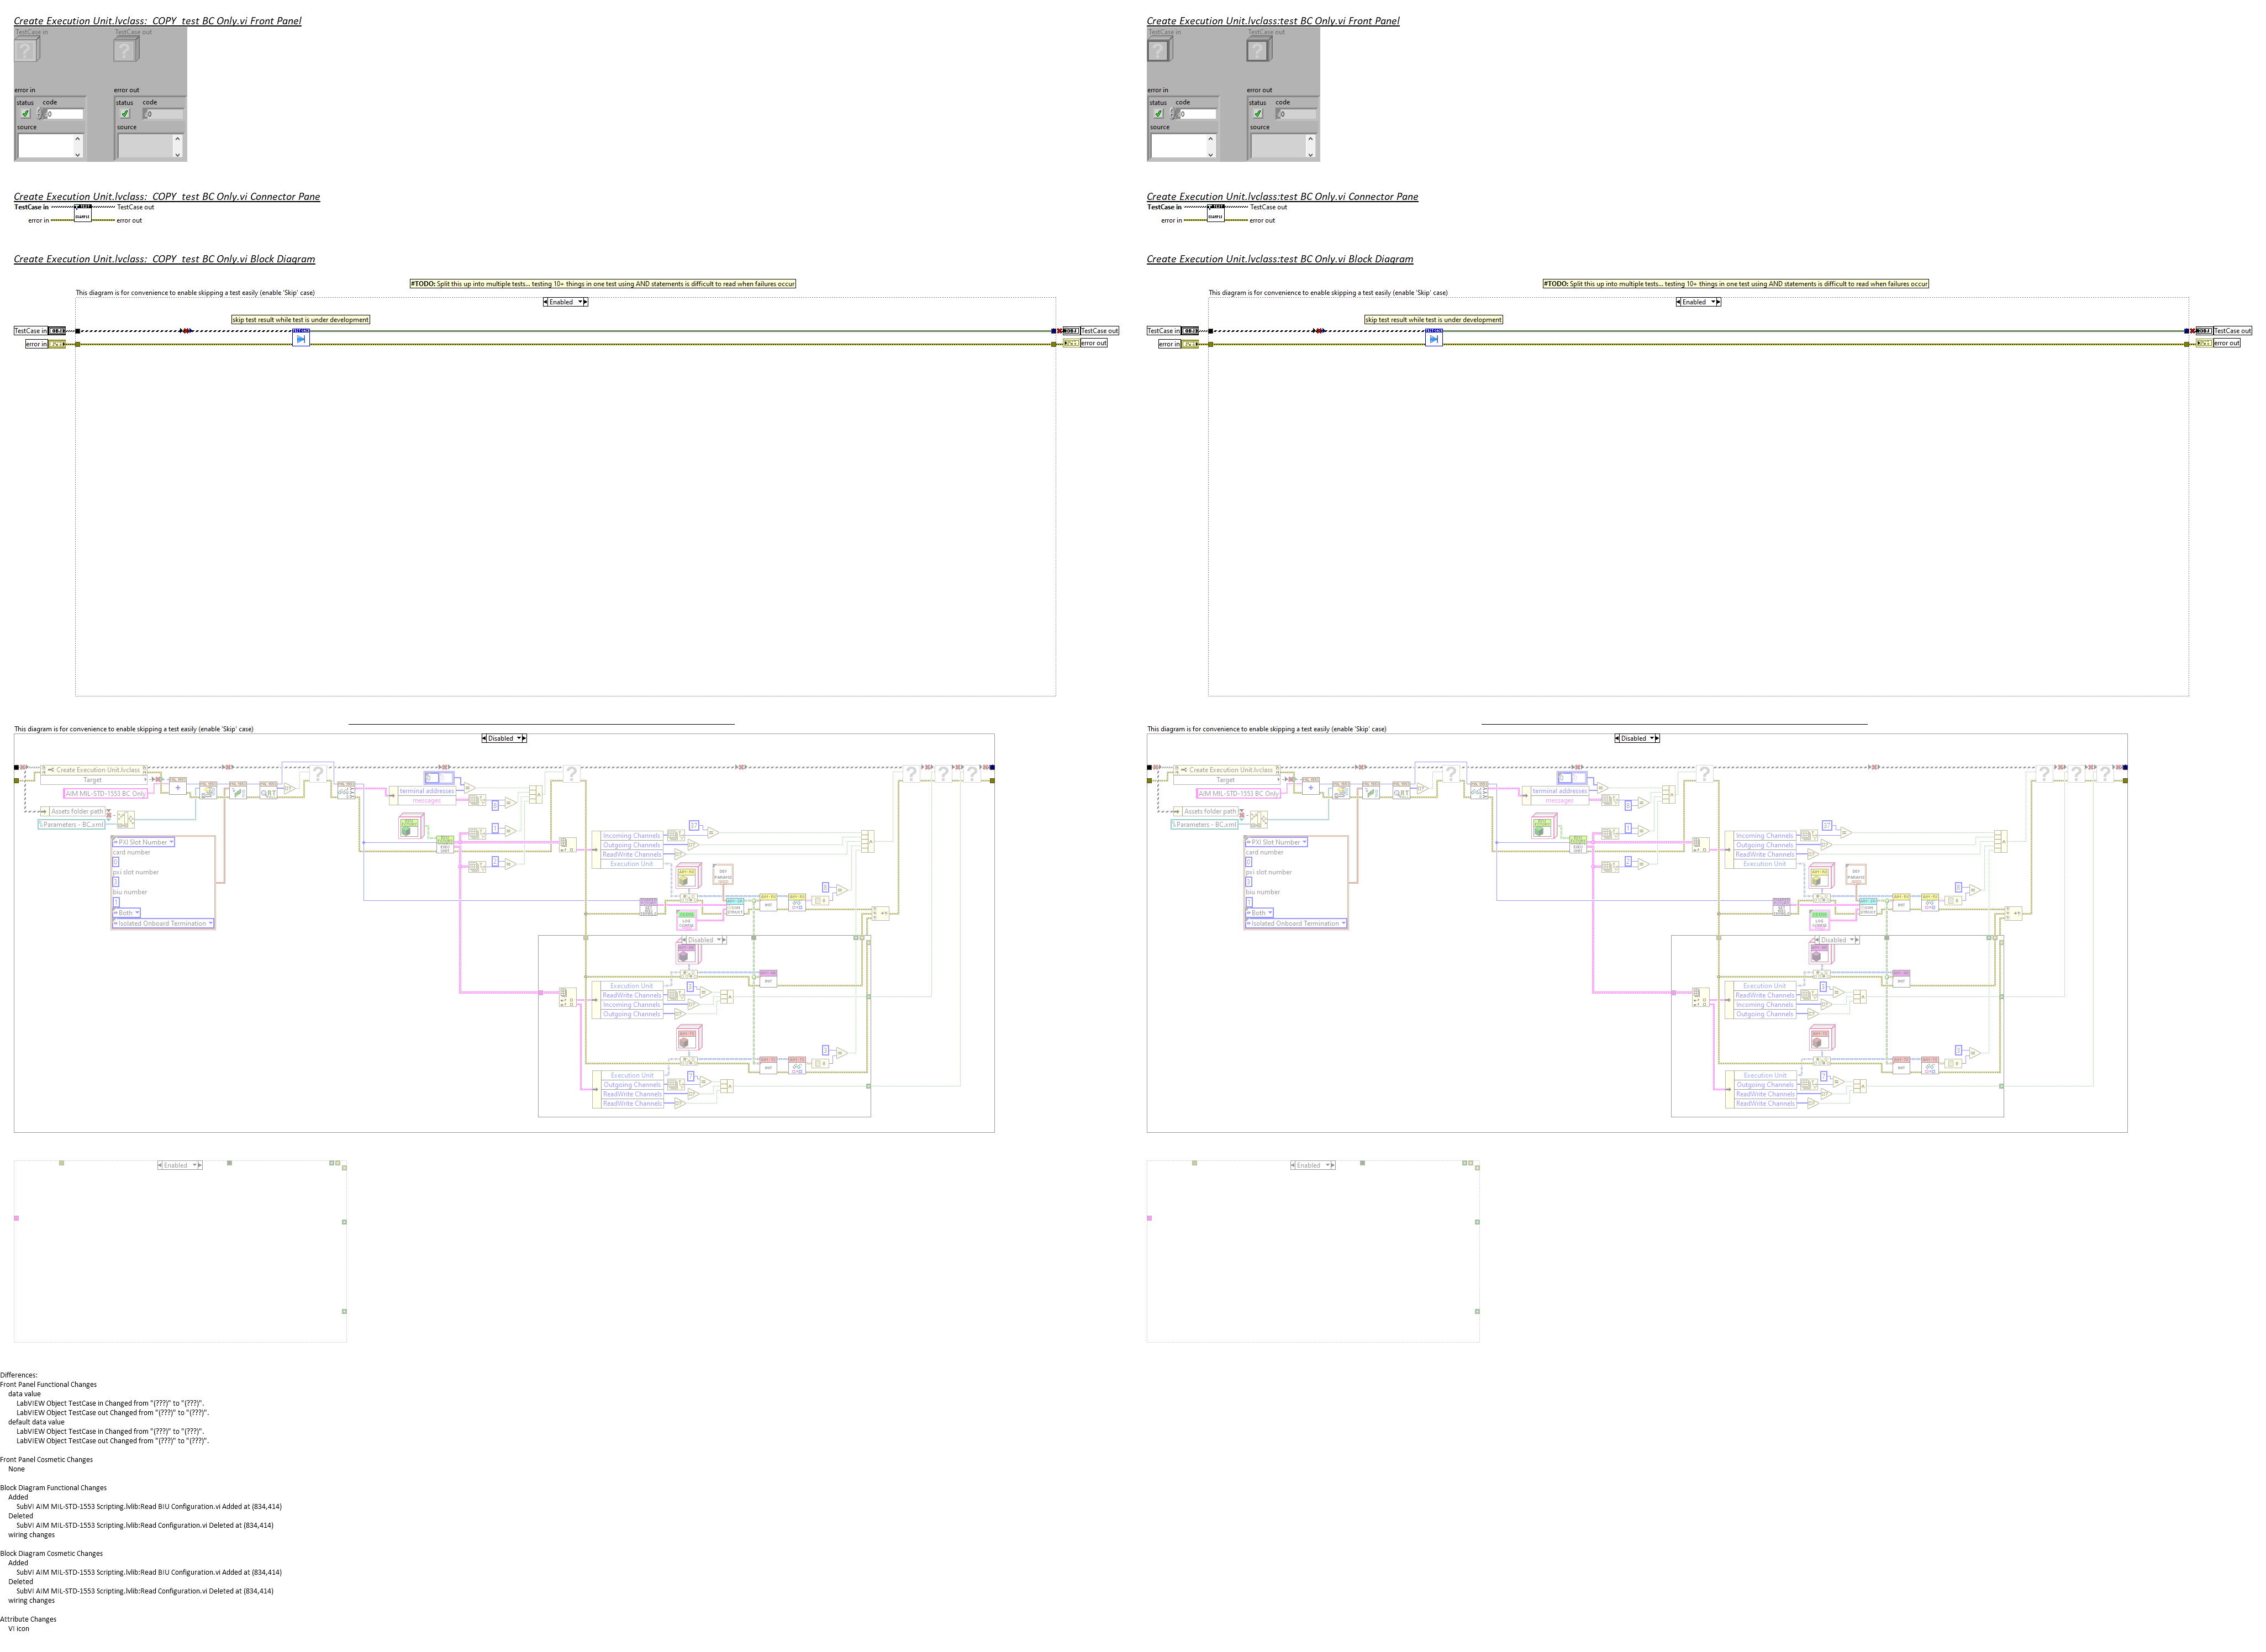 Create Execution Unit.lvclass:_COPY_test BC Only.vi Front Panel
TestCase in
TestCase out
error in
error out
status code
status code
0
0
source
source
Create Execution Unit.lvclass:_COPY_test BC Only.vi Connector Pane
TestCase in
TestCase out
error in
error out
Create Execution Unit.lvclass:_COPY_test BC Only.vi Block Diagram
#TODO: Split this up into multiple tests... testing 10+ things in one test using AND statements is difficult to read when failures occur
This diagram is for convenience to enable skipping a test easily (enable 'Skip' case)
Enabled
skip test result while test is under development
TestCase in
TestCase out
error in
error out
This diagram is for convenience to enable skipping a test easily (enable 'Skip' case)
Disabled
Create Execution Unit.lvclass
Target
AIM MIL-STD-1553 BC Only
Assets folder path
\Parameters - BC.xml
PXI Slot Number
card number
0
pxi slot number
3
biu number
1
Both
Isolated Onboard Termination
terminal addresses
messages
Incoming Channels
Outgoing Channels
ReadWrite Channels
Execution Unit
37
Disabled
Execution Unit
ReadWrite Channels
Incoming Channels
Outgoing Channels
Execution Unit
Outgoing Channels
ReadWrite Channels
ReadWrite Channels
7
Enabled
Create Execution Unit.lvclass:test BC Only.vi Front Panel
TestCase in
TestCase out
error in
error out
status code
status code
0
0
source
source
Create Execution Unit.lvclass:test BC Only.vi Connector Pane
TestCase in
TestCase out
error in
error out
Create Execution Unit.lvclass:test BC Only.vi Block Diagram
#TODO: Split this up into multiple tests... testing 10+ things in one test using AND statements is difficult to read when failures occur
This diagram is for convenience to enable skipping a test easily (enable 'Skip' case)
Enabled
skip test result while test is under development
TestCase in
TestCase out
error in
error out
This diagram is for convenience to enable skipping a test easily (enable 'Skip' case)
Disabled
Create Execution Unit.lvclass
Target
AIM MIL-STD-1553 BC Only
Assets folder path
\Parameters - BC.xml
PXI Slot Number
card number
0
pxi slot number
3
biu number
1
Both
Isolated Onboard Termination
terminal addresses
messages
Incoming Channels
Outgoing Channels
ReadWrite Channels
Execution Unit
37
Disabled
Execution Unit
ReadWrite Channels
Incoming Channels
Outgoing Channels
Execution Unit
Outgoing Channels
ReadWrite Channels
ReadWrite Channels
7
Enabled
Differences:
Front Panel Functional Changes
data value
LabVIEW Object TestCase in Changed from "(???)" to "(???)".
LabVIEW Object TestCase out Changed from "(???)" to "(???)".
default data value
LabVIEW Object TestCase in Changed from "(???)" to "(???)".
LabVIEW Object TestCase out Changed from "(???)" to "(???)".
Front Panel Cosmetic Changes
None
Block Diagram Functional Changes
Added
SubVI AIM MIL-STD-1553 Scripting.lvlib:Read BIU Configuration.vi Added at (834,414)
Deleted
SubVI AIM MIL-STD-1553 Scripting.lvlib:Read Configuration.vi Deleted at (834,414)
wiring changes
Block Diagram Cosmetic Changes
Added
SubVI AIM MIL-STD-1553 Scripting.lvlib:Read BIU Configuration.vi Added at (834,414)
Deleted
SubVI AIM MIL-STD-1553 Scripting.lvlib:Read Configuration.vi Deleted at (834,414)
wiring changes
Attribute Changes
VI icon